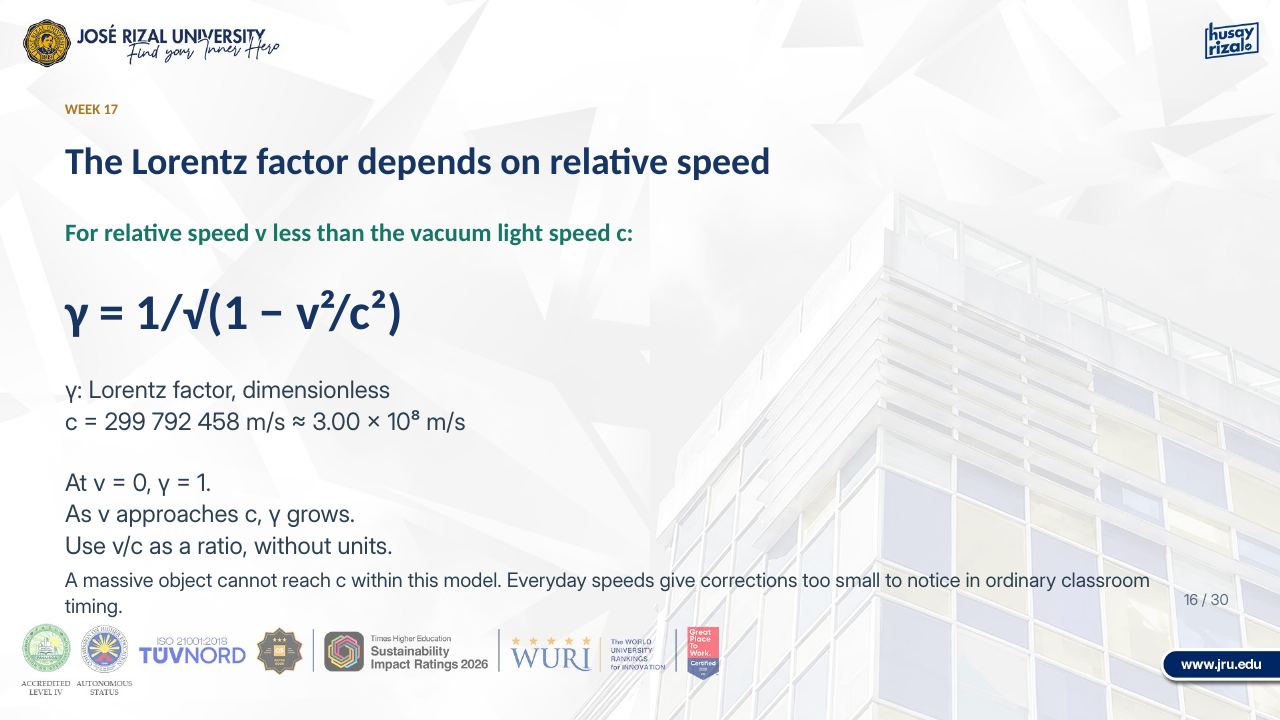 JOSÉ RIZAL UNIVERSITY
Find your Inner Hero
husay
rizal
WEEK 17
The Lorentz factor depends on relative speed
For relative speed v less than the vacuum light speed c:
γ = 1/√(1 − v²/c²)
γ: Lorentz factor, dimensionless
c = 299 792 458 m/s ≈ 3.00 × 10⁸ m/s
At v = 0, γ = 1.
As v approaches c, γ grows.
Use v/c as a ratio, without units.
A massive object cannot reach c within this model. Everyday speeds give corrections too small to notice in ordinary classroom
timing.
16 / 30
ACCREDITED
LEVEL IV
AUTONOMOUS
STATUS
ISO 21001:2018
TÜVNORD
Times Higher Education
Sustainability
Impact Ratings 2026
WURI
The WORLD
UNIVERSITY
RANKINGS
for INNOVATION
Great
Place
To
Work.
Certified
www.jru.edu